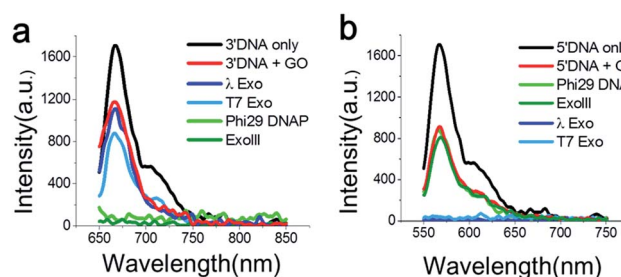 a
Intensity(a.u.)
1600
1200
800
400
0
650 700 750 800 850
Wavelength(nm)
3'DNA only
3'DNA + GO
λ Exo
T7 Exo
Phi29 DNAP
ExoIII
b
Intensity(a.u.)
1600
1200
800
400
0
550 600 650 700 750
Wavelength(nm)
5'DNA only
5'DNA + G
Phi29 DNA
ExoIII
λ Exo
T7 Exo